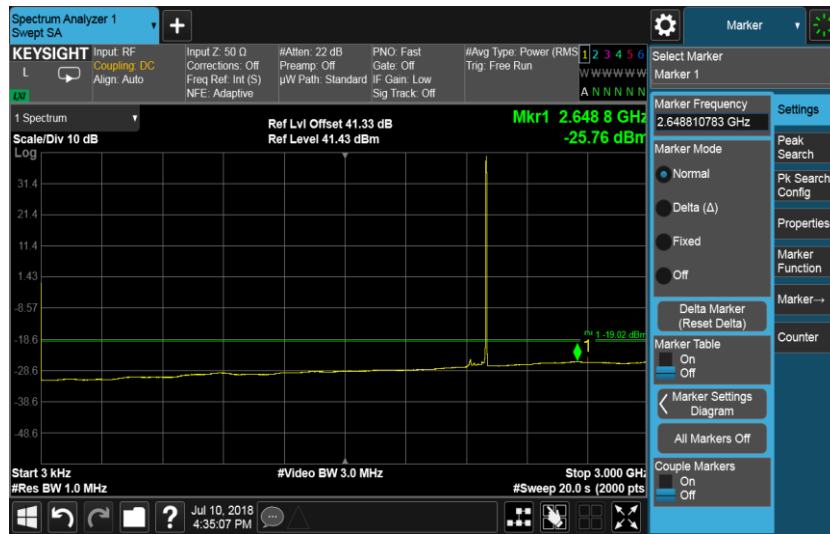 Spectrum Analyzer 1
Swept SA
Marker
KEYSIGHT
L
LXI
Input: RF
Coupling: DC
Align: Auto
Input Z: 50 Ω
Corrections: Off
Freq Ref: Int (S)
NFE: Adaptive
#Atten: 22 dB
Preamp: Off
µW Path: Standard
PNO: Fast
Gate: Off
IF Gain: Low
Sig Track: Off
#Avg Type: Power (RMS
Trig: Free Run
1 2 3 4 5 6
W W W W W W
A N N N N N
1 Spectrum
Scale/Div 10 dB
Log
Ref Lvl Offset 41.33 dB
Ref Level 41.43 dBm
Mkr1 2.648 8 GHz
-25.76 dBm
31.4
21.4
11.4
1.43
-8.57
-18.6
-28.6
-38.6
-48.6
DL1 -19.02 dBm
1
Start 3 kHz
#Res BW 1.0 MHz
#Video BW 3.0 MHz
Stop 3.000 GHz
#Sweep 20.0 s (2000 pts
Select Marker
Marker 1
Marker Frequency
2.648810783 GHz
Marker Mode
Normal
Delta (Δ)
Fixed
Off
Delta Marker
(Reset Delta)
Marker Table
On
Off
Marker Settings
Diagram
All Markers Off
Couple Markers
On
Off
Settings
Peak
Search
Pk Search
Config
Properties
Marker
Function
Marker→
Counter
?
Jul 10, 2018
4:35:07 PM